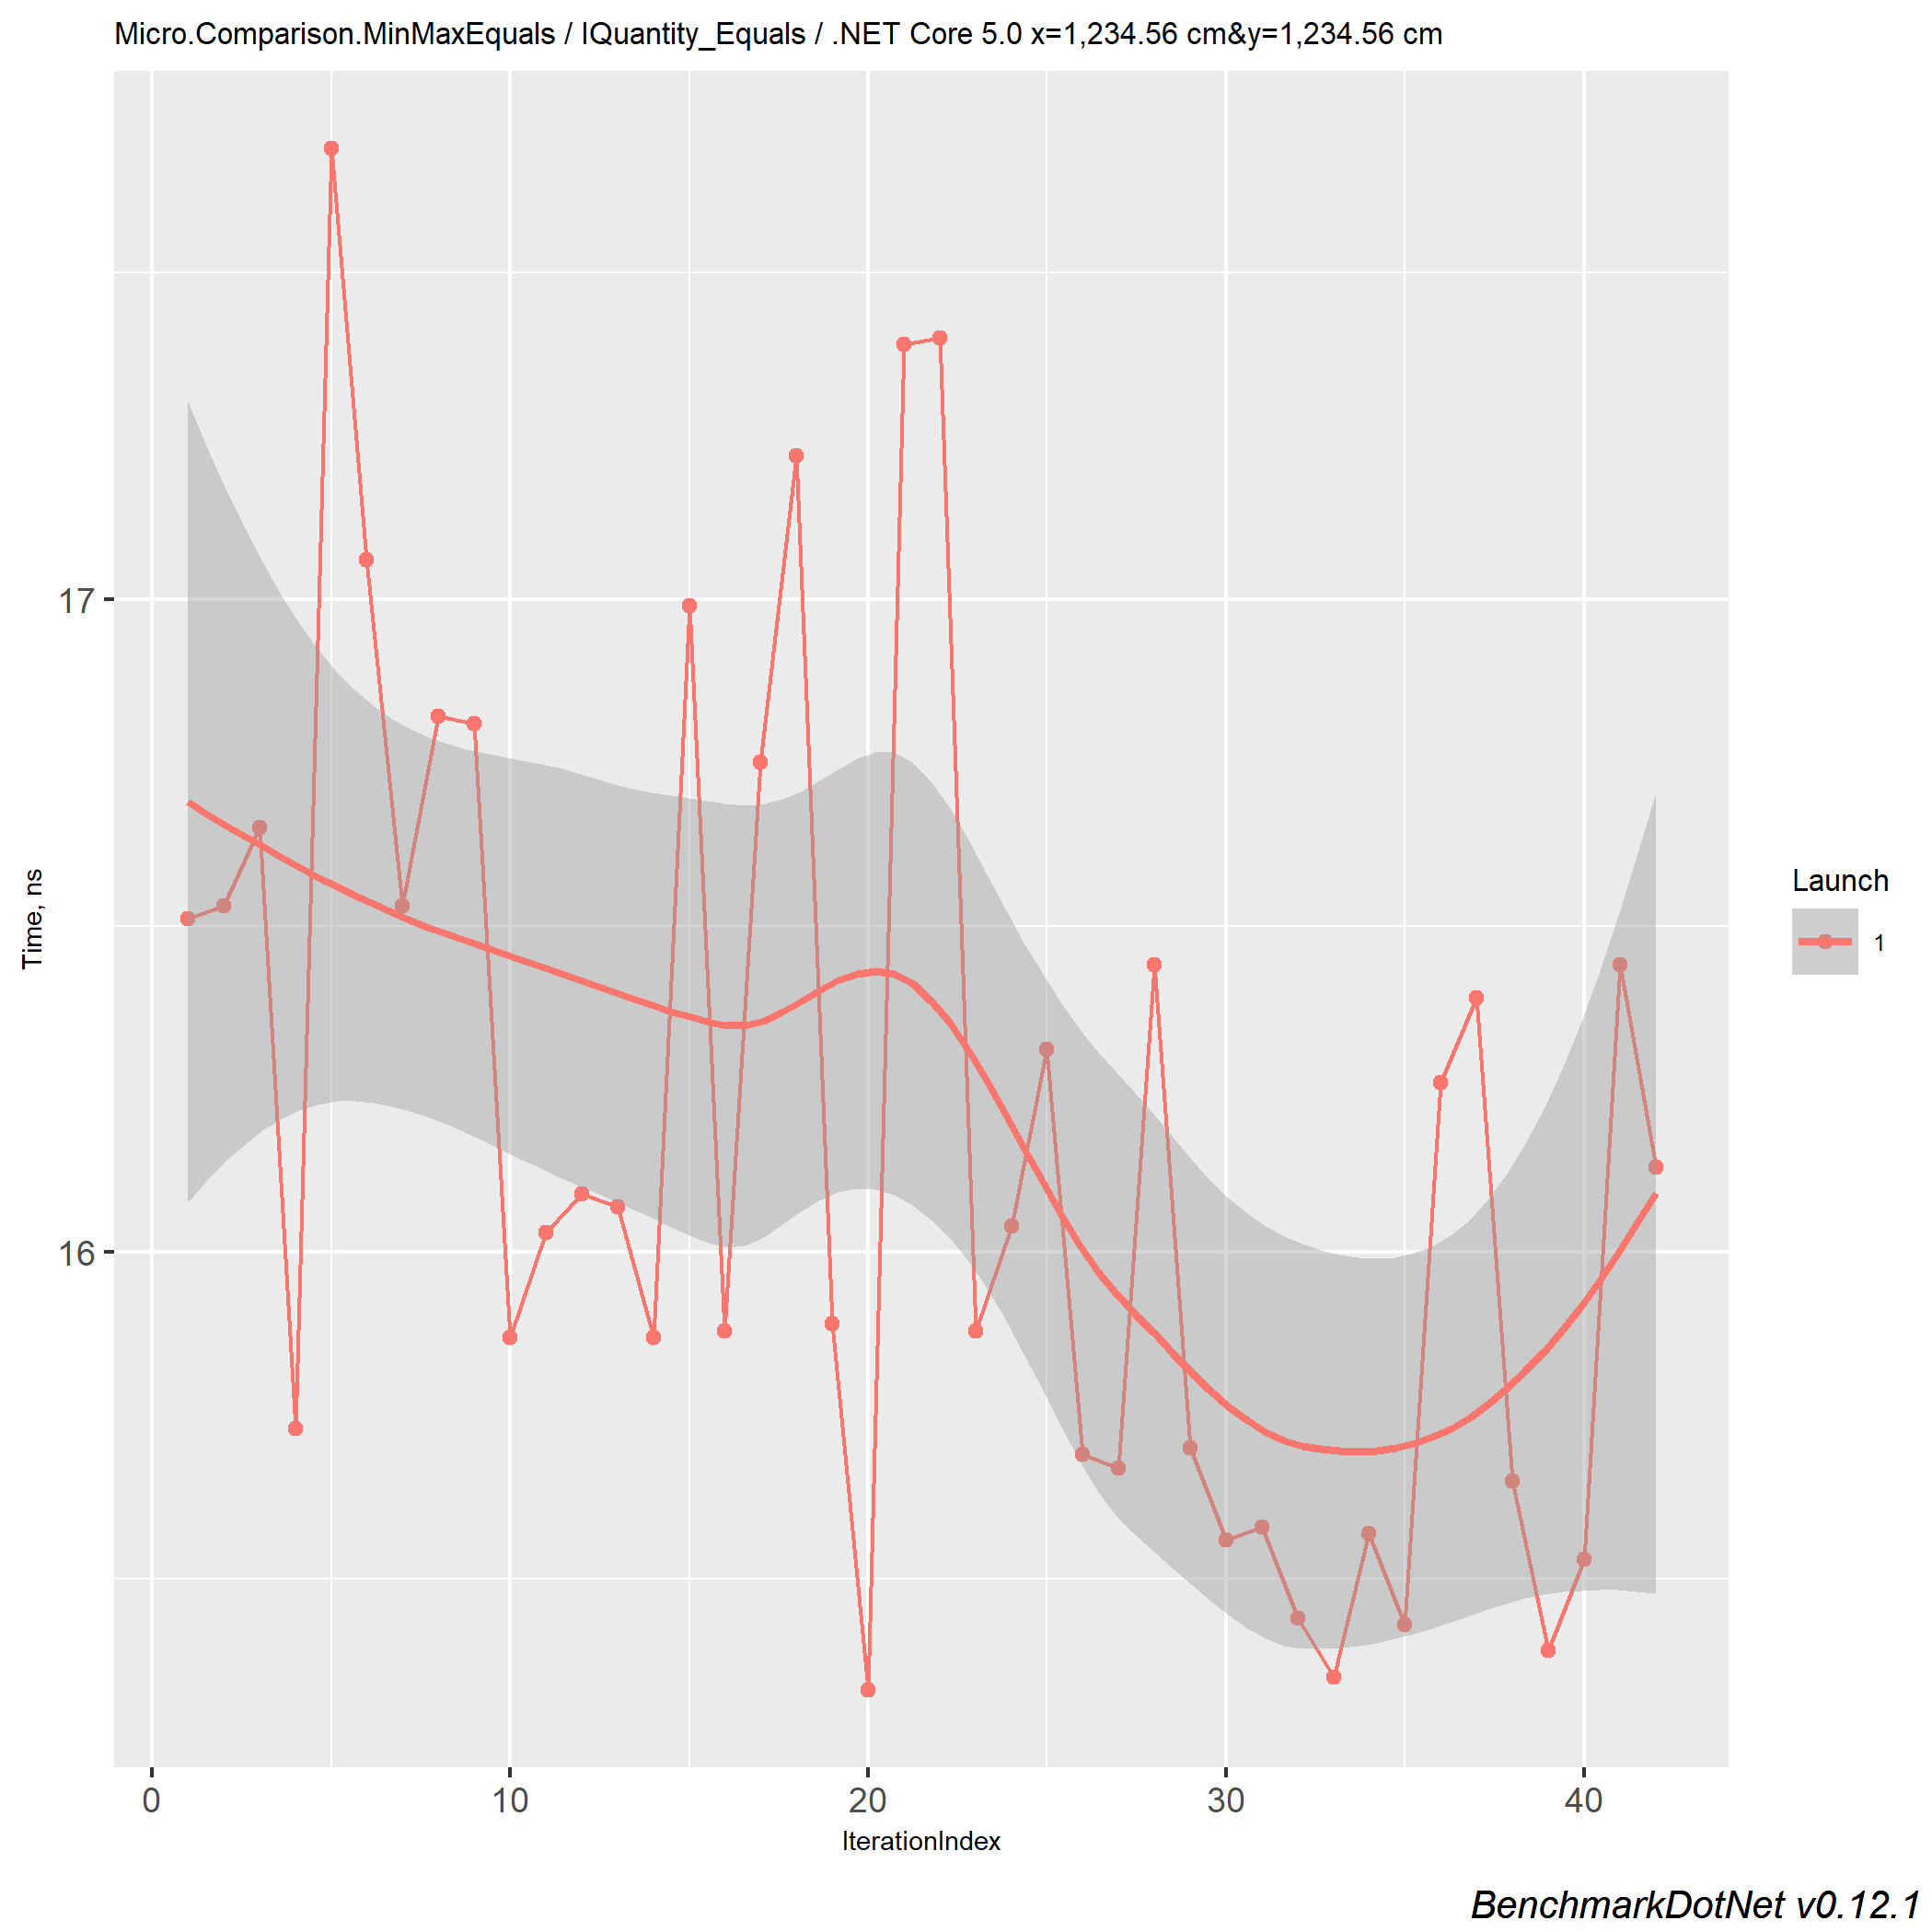 Micro.Comparison.MinMaxEquals / IQuantity_Equals / .NET Core 5.0 x=1,234.56 cm&y=1,234.56 cm
17
16
Time, ns
0 10 20 30 40
IterationIndex
Launch
1
BenchmarkDotNet v0.12.1